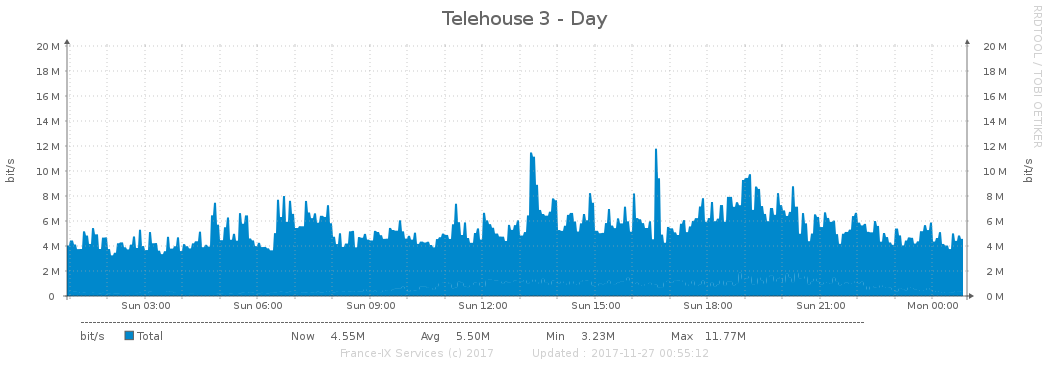 Telehouse 3 - Day
RRDTOOL / TOBI OETIKER
bit/s
bit/s
20 M 20 M
18 M 18 M
16 M 16 M
14 M 14 M
12 M 12 M
10 M 10 M
8 M 8 M
6 M 6 M
4 M 4 M
2 M 2 M
0 0 M
Sun 03:00 Sun 06:00 Sun 09:00 Sun 12:00 Sun 15:00 Sun 18:00 Sun 21:00 Mon 00:00
bit/s Total Now 4.55M Avg 5.50M Min 3.23M Max 11.77M
France-IX Services (c) 2017 Updated : 2017-11-27 00:55:12